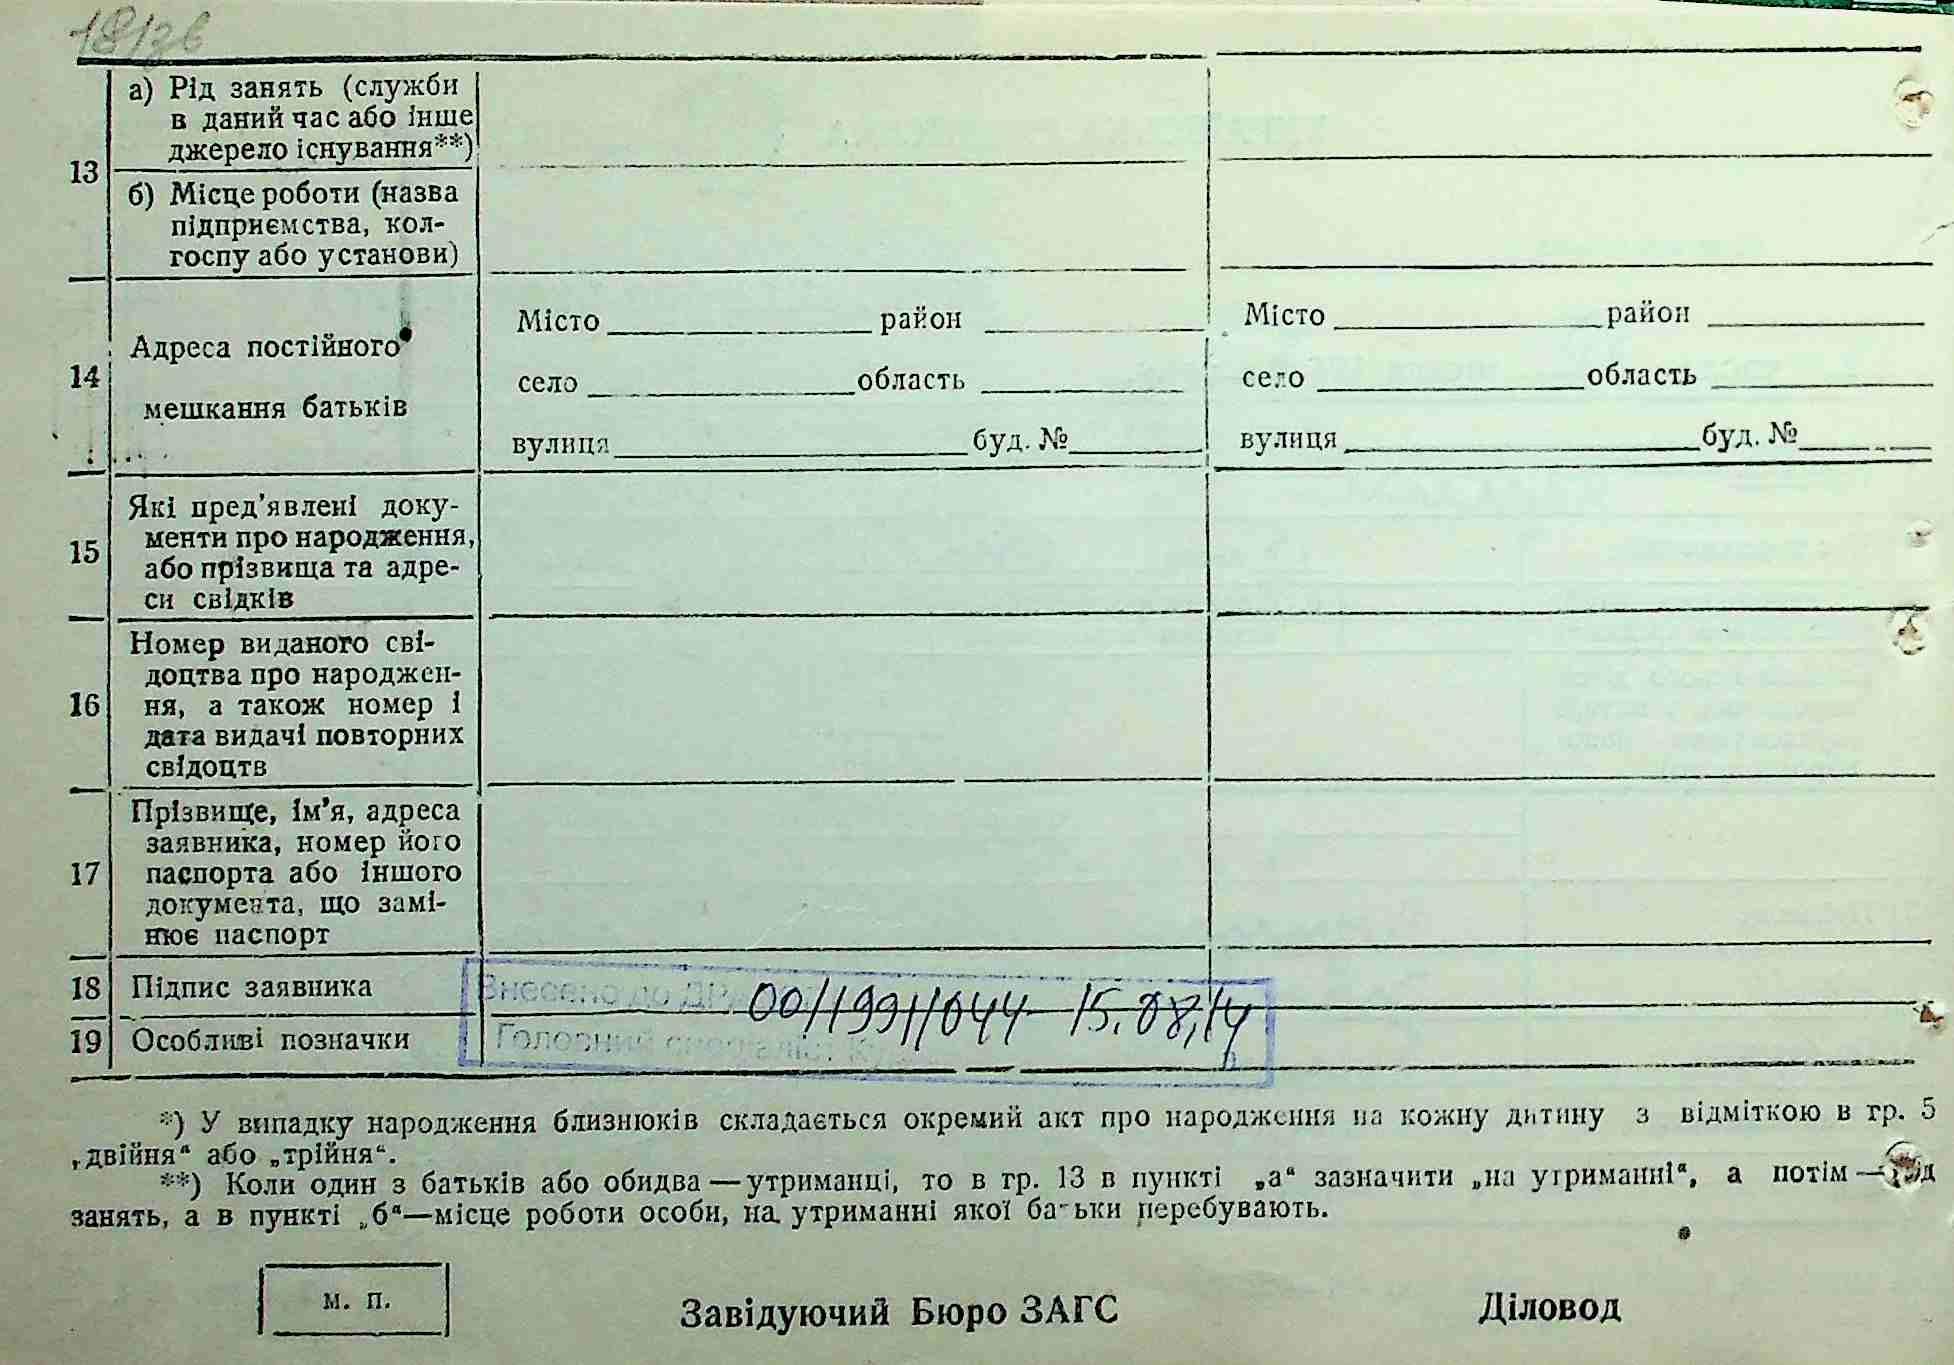 18/36
а) Рід занять (служби
в даний час або інше
джерело існування**)
13
б) Місце роботи (назва
підприємства, кол-
госпу або установи)
14
Адреса постійного
мешкання батьків
Місто район
село область
вулиця буд. №
Місто район
село область
вулиця буд. №
15
Які пред'явлені доку-
менти про народження,
або прізвища та адре-
си свідків
16
Номер виданого сві-
доцтва про народжен-
ня, а також номер і
дата видачі повторних
свідоцтв
17
Прізвище, ім'я, адреса
заявника, номер його
паспорта або іншого
документа, що замі-
нює паспорт
18 Підпис заявника
Внесено до 00119911044 15.08.14
19 Особливі позначки
Головний спеціаліст
*) У випадку народження близнюків складається окремий акт про народження на кожну дитину з відміткою в гр. 5
„двійня“ або „трійня“.
**) Коли один з батьків або обидва — утриманці, то в гр. 13 в пункті „а“ зазначити „на утриманні“, а потім — рід
занять, а в пункті „б“—місце роботи особи, на утриманні якої батьки перебувають.
м. п.
Завідуючий Бюро ЗАГС
Діловод